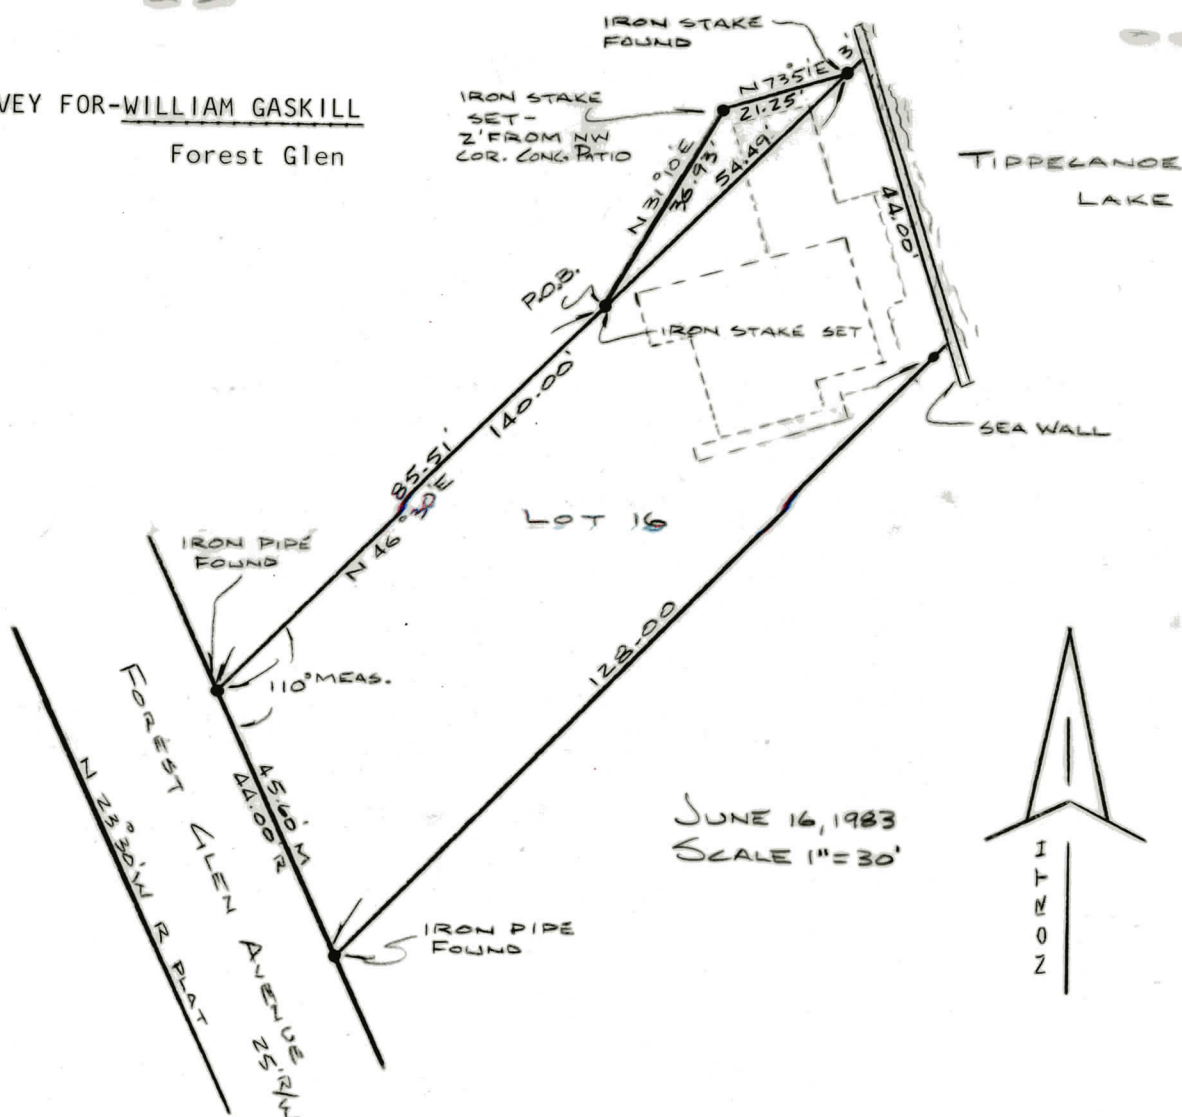 VEY FOR-WILLIAM GASKILL
Forest Glen
IRON STAKE
FOUND
IRON STAKE
SET-
2' FROM NW
COR. CONC. PATIO
N 73°51'E
21.25'
3'
N 31°10'E
36.93'
54.49'
TIPPECANOE
LAKE
44.00'
P.O.B.
IRON STAKE SET
140.00'
85.51'
N 46°30'E
SEA WALL
LOT 16
IRON PIPE
FOUND
110° MEAS.
128.00
FOREST GLEN AVENUE
25' R/W
N 23°30'W R PLAT
45.60' M
44.00' R
IRON PIPE
FOUND
JUNE 16, 1983
SCALE 1"=30'
NORTH